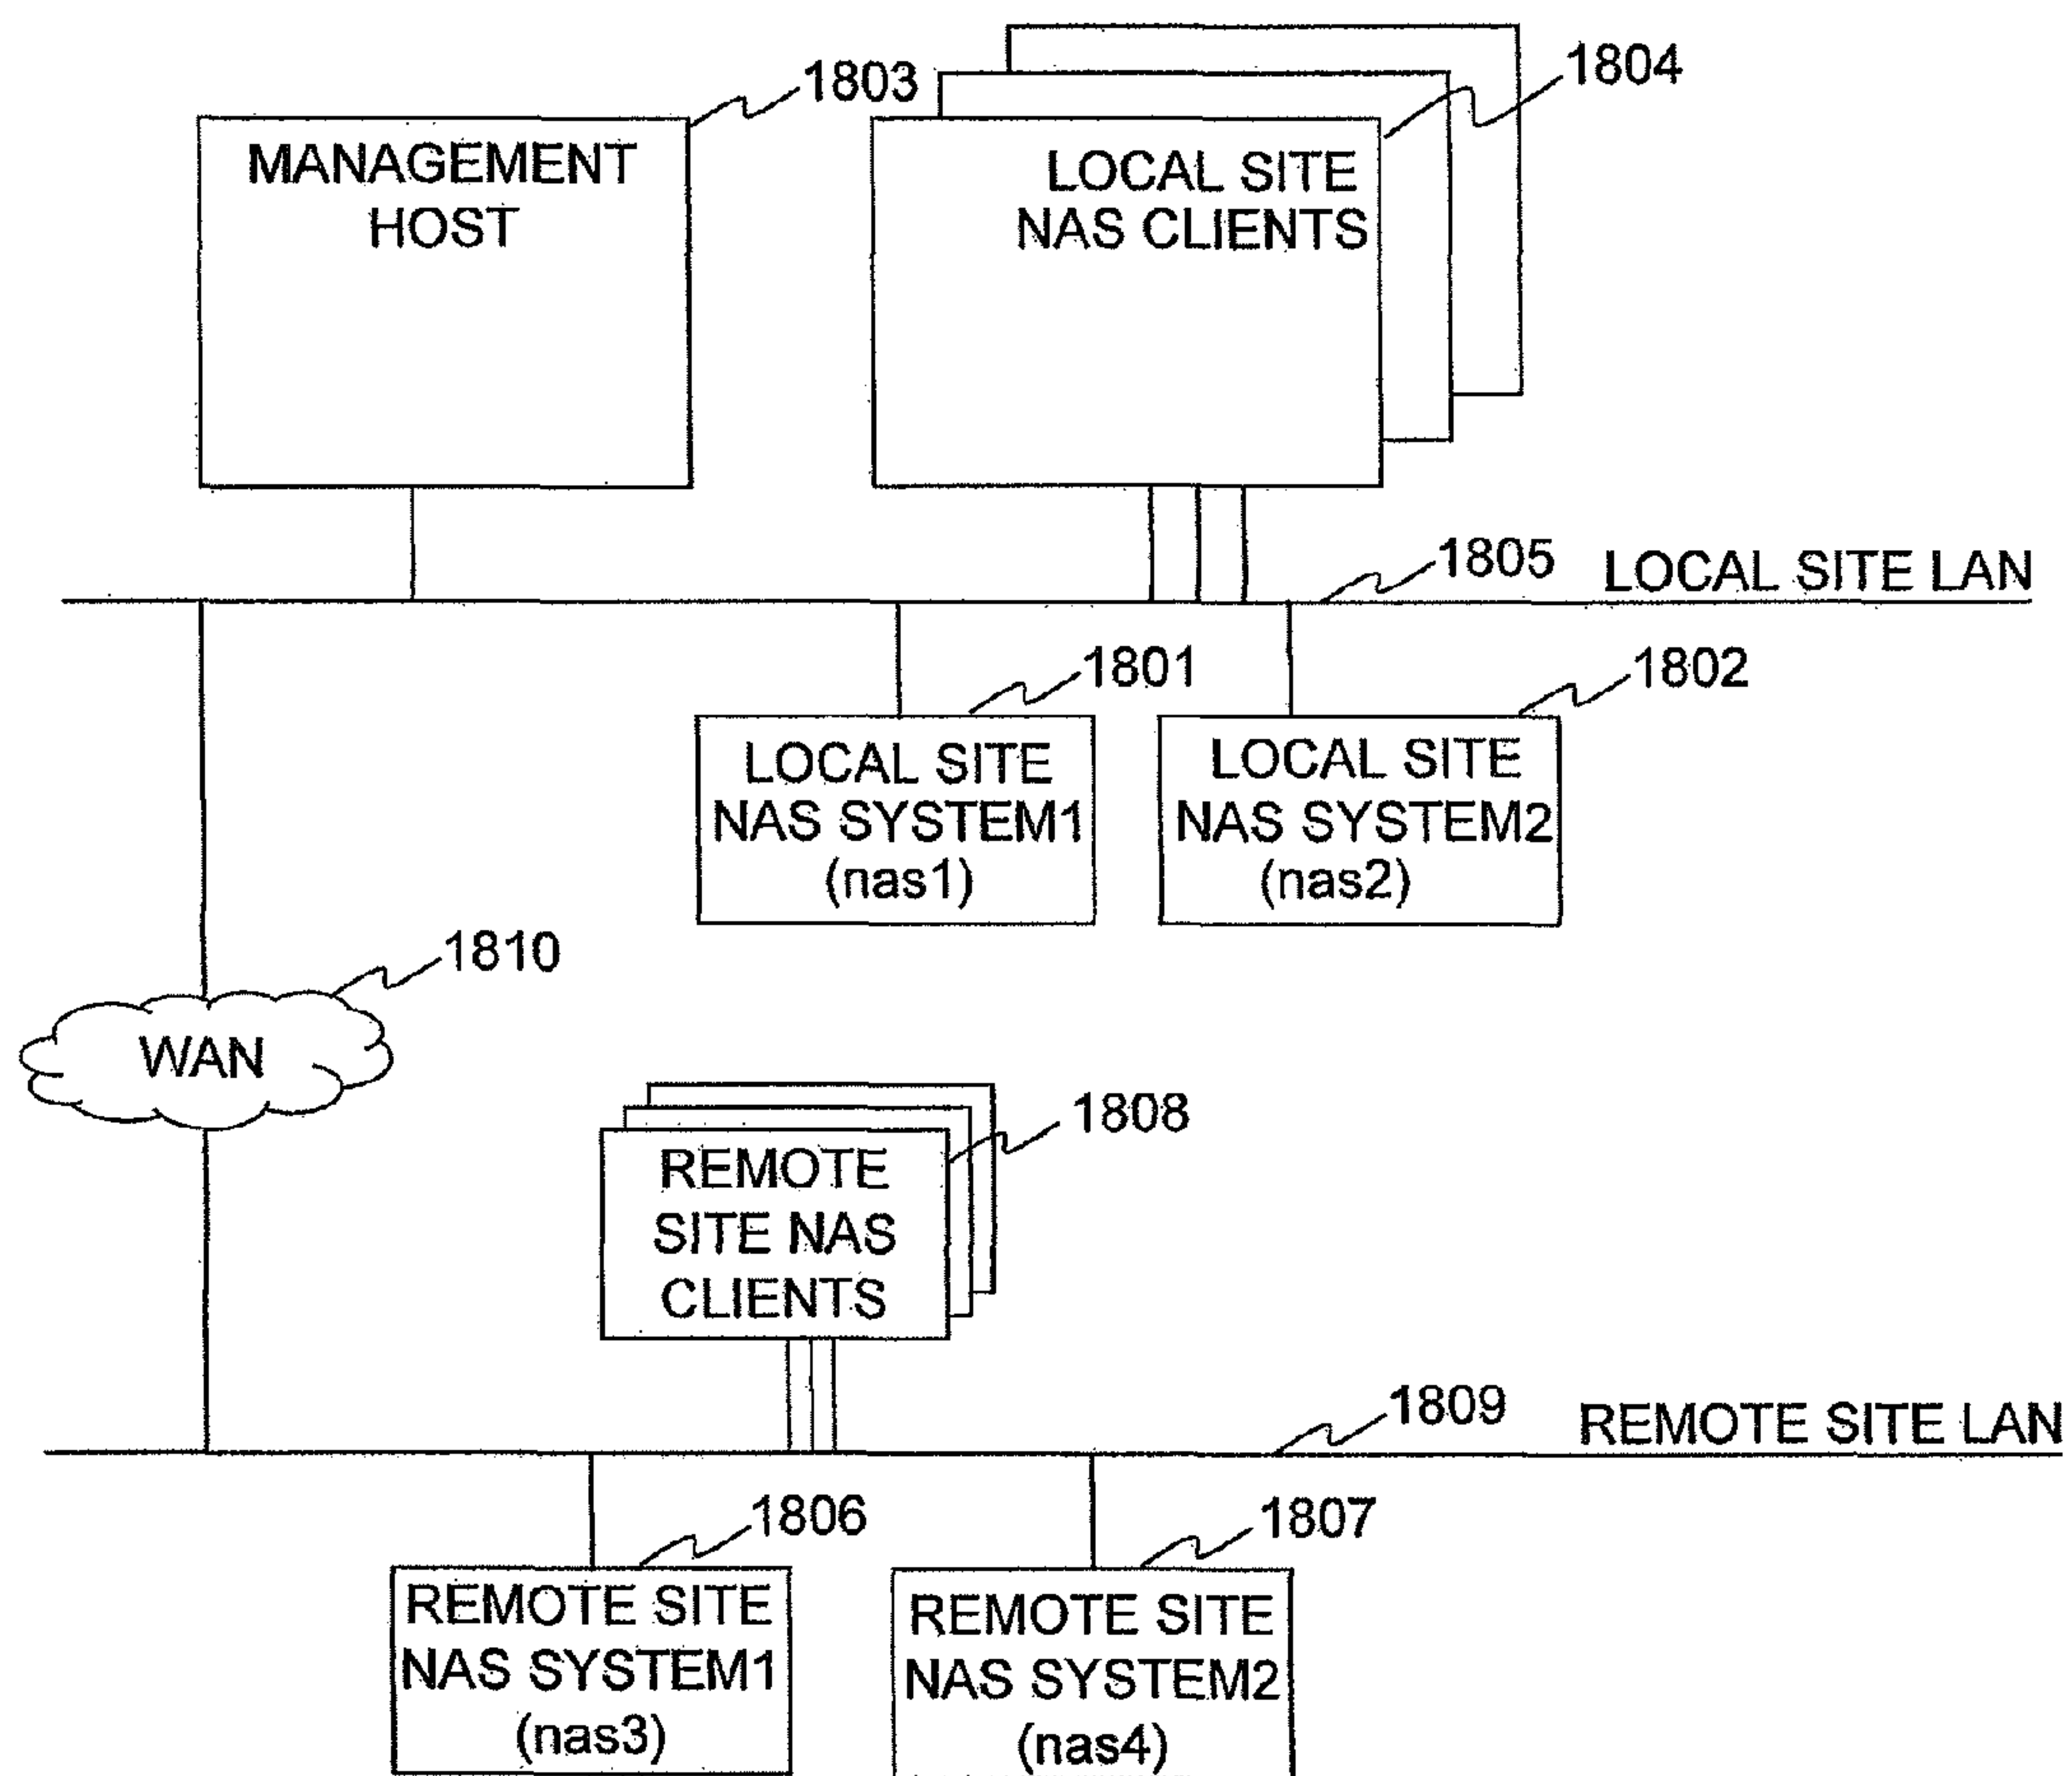 1803
1804
MANAGEMENT
HOST
LOCAL SITE
NAS CLIENTS
1805
LOCAL SITE LAN
1801
1802
LOCAL SITE
NAS SYSTEM1
(nas1)
LOCAL SITE
NAS SYSTEM2
(nas2)
1810
WAN
1808
REMOTE
SITE NAS
CLIENTS
1809
REMOTE SITE LAN
1806
1807
REMOTE SITE
NAS SYSTEM1
(nas3)
REMOTE SITE
NAS SYSTEM2
(nas4)